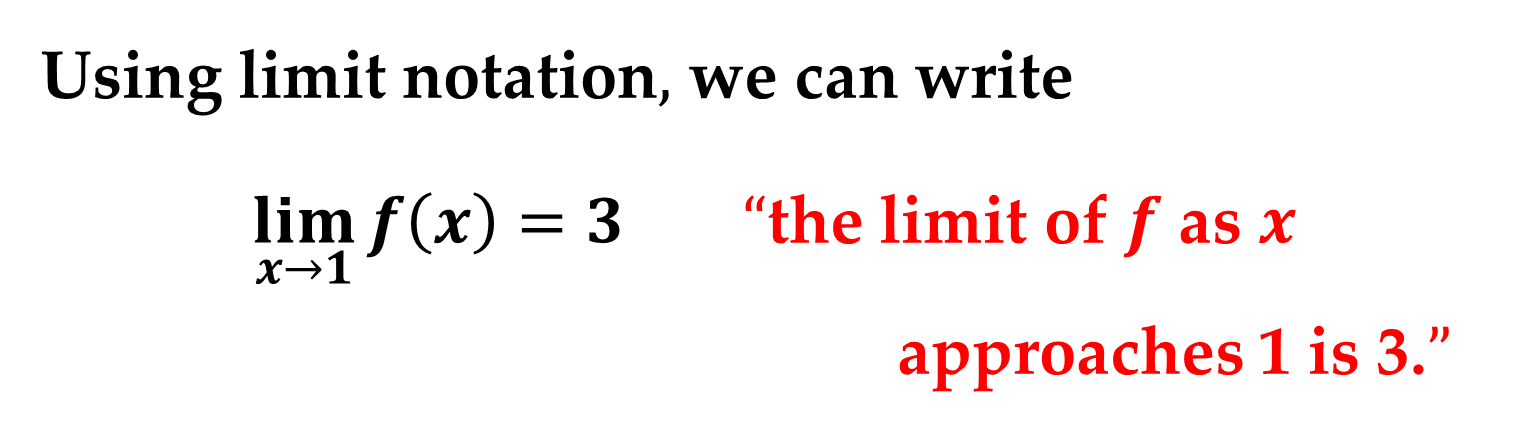 Using limit notation, we can write
lim f(x) = 3 “the limit of f as x
x→1
approaches 1 is 3.”